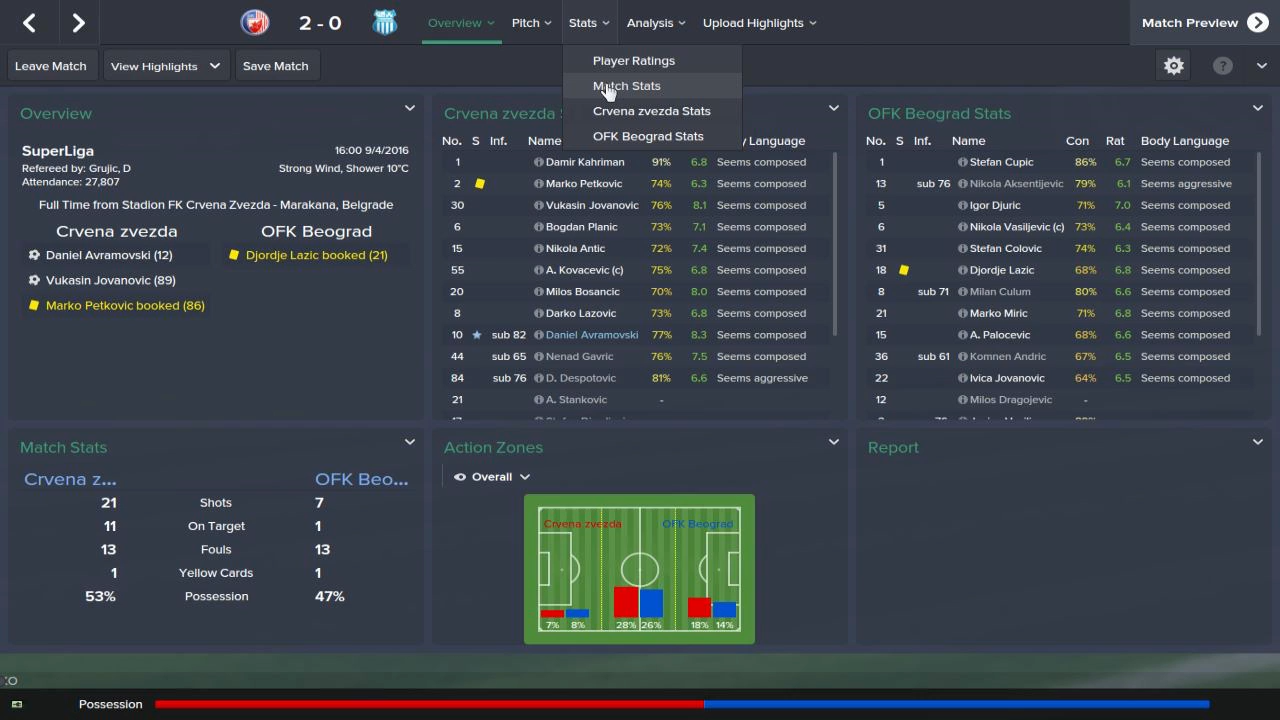 2 - 0
Overview
Pitch
Stats
Analysis
Upload Highlights
Match Preview
Leave Match
View Highlights
Save Match
Player Ratings
Match Stats
Crvena zvezda Stats
OFK Beograd Stats
Overview
SuperLiga 16:00 9/4/2016
Refereed by: Grujic, D Strong Wind, Shower 10°C
Attendance: 27,807
Full Time from Stadion FK Crvena Zvezda - Marakana, Belgrade
Crvena zvezda OFK Beograd
Daniel Avramovski (12) Djordje Lazic booked (21)
Vukasin Jovanovic (89)
Marko Petkovic booked (86)
Crvena zvezda
No. S Inf. Name Language
1 Damir Kahriman 91% 6.8 Seems composed
2 Marko Petkovic 74% 6.3 Seems composed
30 Vukasin Jovanovic 76% 8.1 Seems composed
6 Bogdan Planic 73% 7.1 Seems composed
15 Nikola Antic 72% 7.4 Seems composed
55 A. Kovacevic (c) 75% 6.8 Seems composed
20 Milos Bosancic 70% 8.0 Seems composed
8 Darko Lazovic 73% 6.8 Seems composed
10 sub 82 Daniel Avramovski 77% 8.3 Seems composed
44 sub 65 Nenad Gavric 76% 7.5 Seems composed
84 sub 76 D. Despotovic 81% 6.6 Seems aggressive
21 A. Stankovic -
OFK Beograd Stats
No. S Inf. Name Con Rat Body Language
1 Stefan Cupic 86% 6.7 Seems composed
13 sub 76 Nikola Aksentijevic 79% 6.1 Seems aggressive
5 Igor Djuric 71% 7.0 Seems composed
6 Nikola Vasiljevic (c) 73% 6.4 Seems composed
31 Stefan Colovic 74% 6.3 Seems composed
18 Djordje Lazic 68% 6.8 Seems composed
8 sub 71 Milan Culum 80% 6.6 Seems composed
21 Marko Miric 71% 6.8 Seems composed
15 A. Palocevic 68% 6.6 Seems composed
36 sub 61 Komnen Andric 67% 6.5 Seems composed
22 Ivica Jovanovic 64% 6.5 Seems composed
12 Milos Dragojevic -
Match Stats
Crvena z... OFK Beo...
21 Shots 7
11 On Target 1
13 Fouls 13
1 Yellow Cards 1
53% Possession 47%
Action Zones
Overall
Crvena zvezda OFK Beograd
7% 8% 28% 26% 18% 14%
Report
Possession